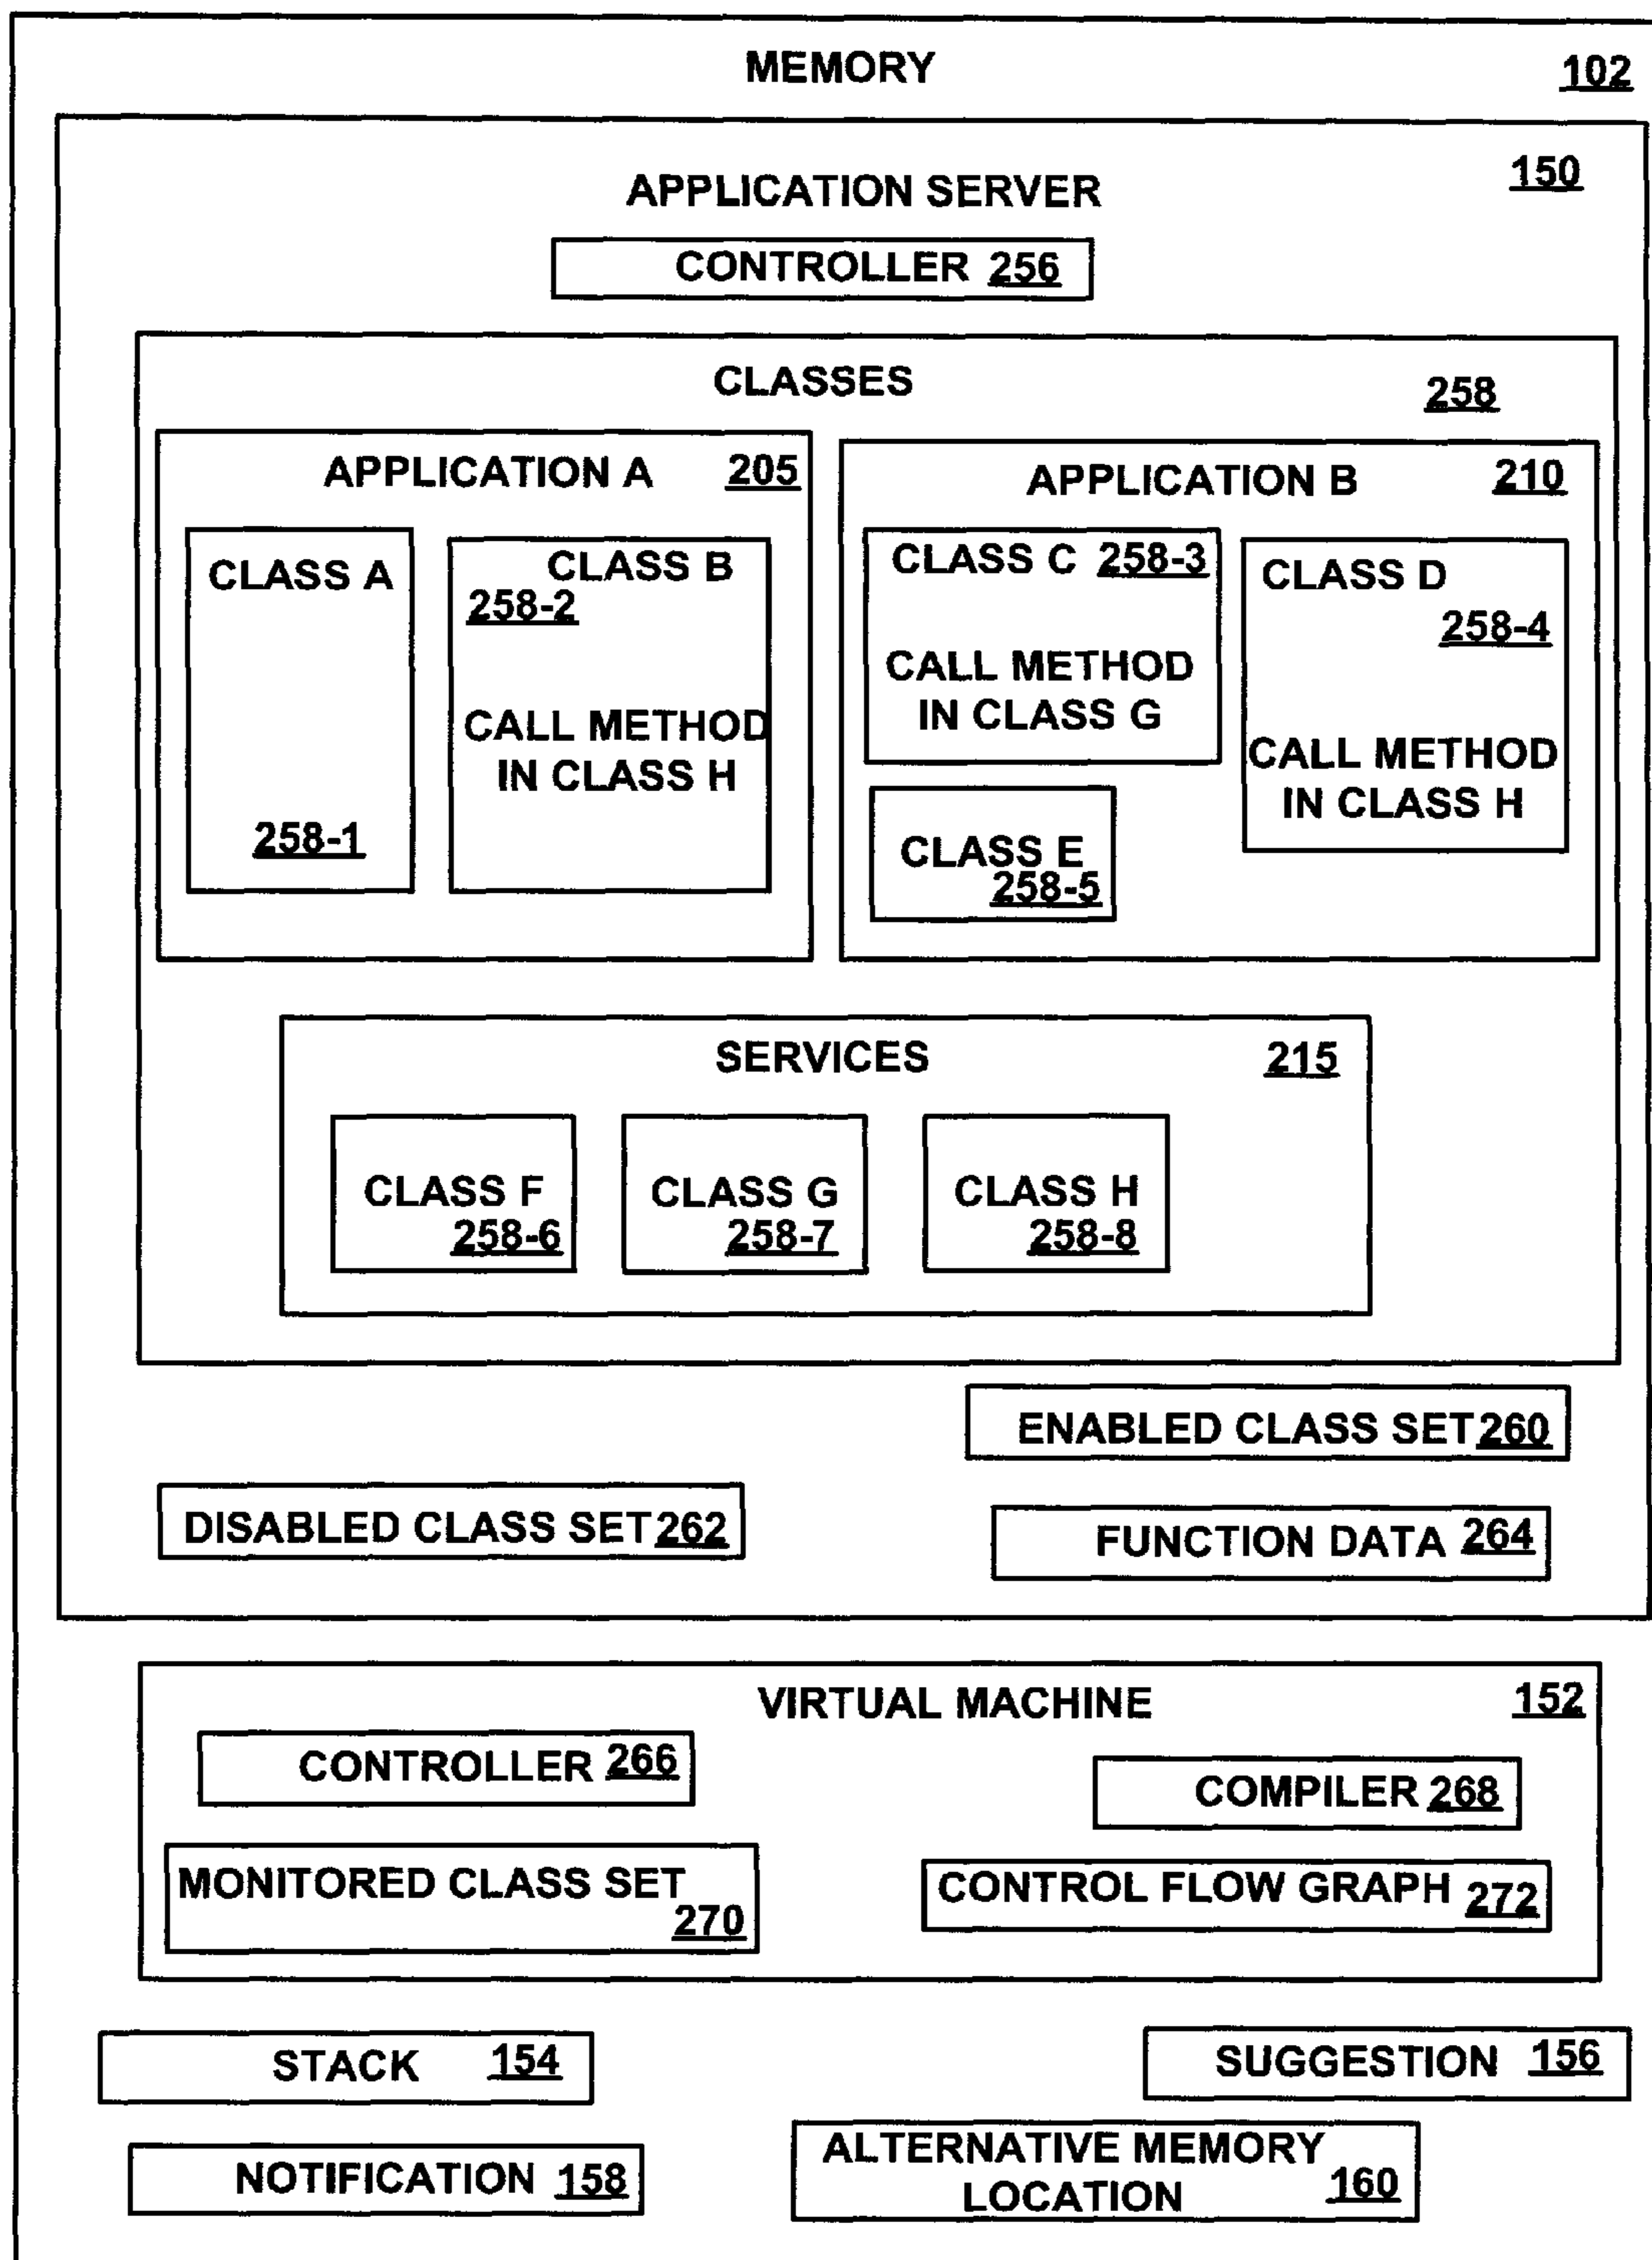 MEMORY 102
APPLICATION SERVER 150
CONTROLLER 256
CLASSES 258
APPLICATION A 205
CLASS A
258-1
CLASS B
258-2
CALL METHOD
IN CLASS H
APPLICATION B 210
CLASS C 258-3
CALL METHOD
IN CLASS G
CLASS D
258-4
CALL METHOD
IN CLASS H
CLASS E
258-5
SERVICES 215
CLASS F
258-6
CLASS G
258-7
CLASS H
258-8
ENABLED CLASS SET 260
DISABLED CLASS SET 262
FUNCTION DATA 264
VIRTUAL MACHINE 152
CONTROLLER 266
COMPILER 268
MONITORED CLASS SET
270
CONTROL FLOW GRAPH 272
STACK 154
SUGGESTION 156
NOTIFICATION 158
ALTERNATIVE MEMORY
LOCATION 160